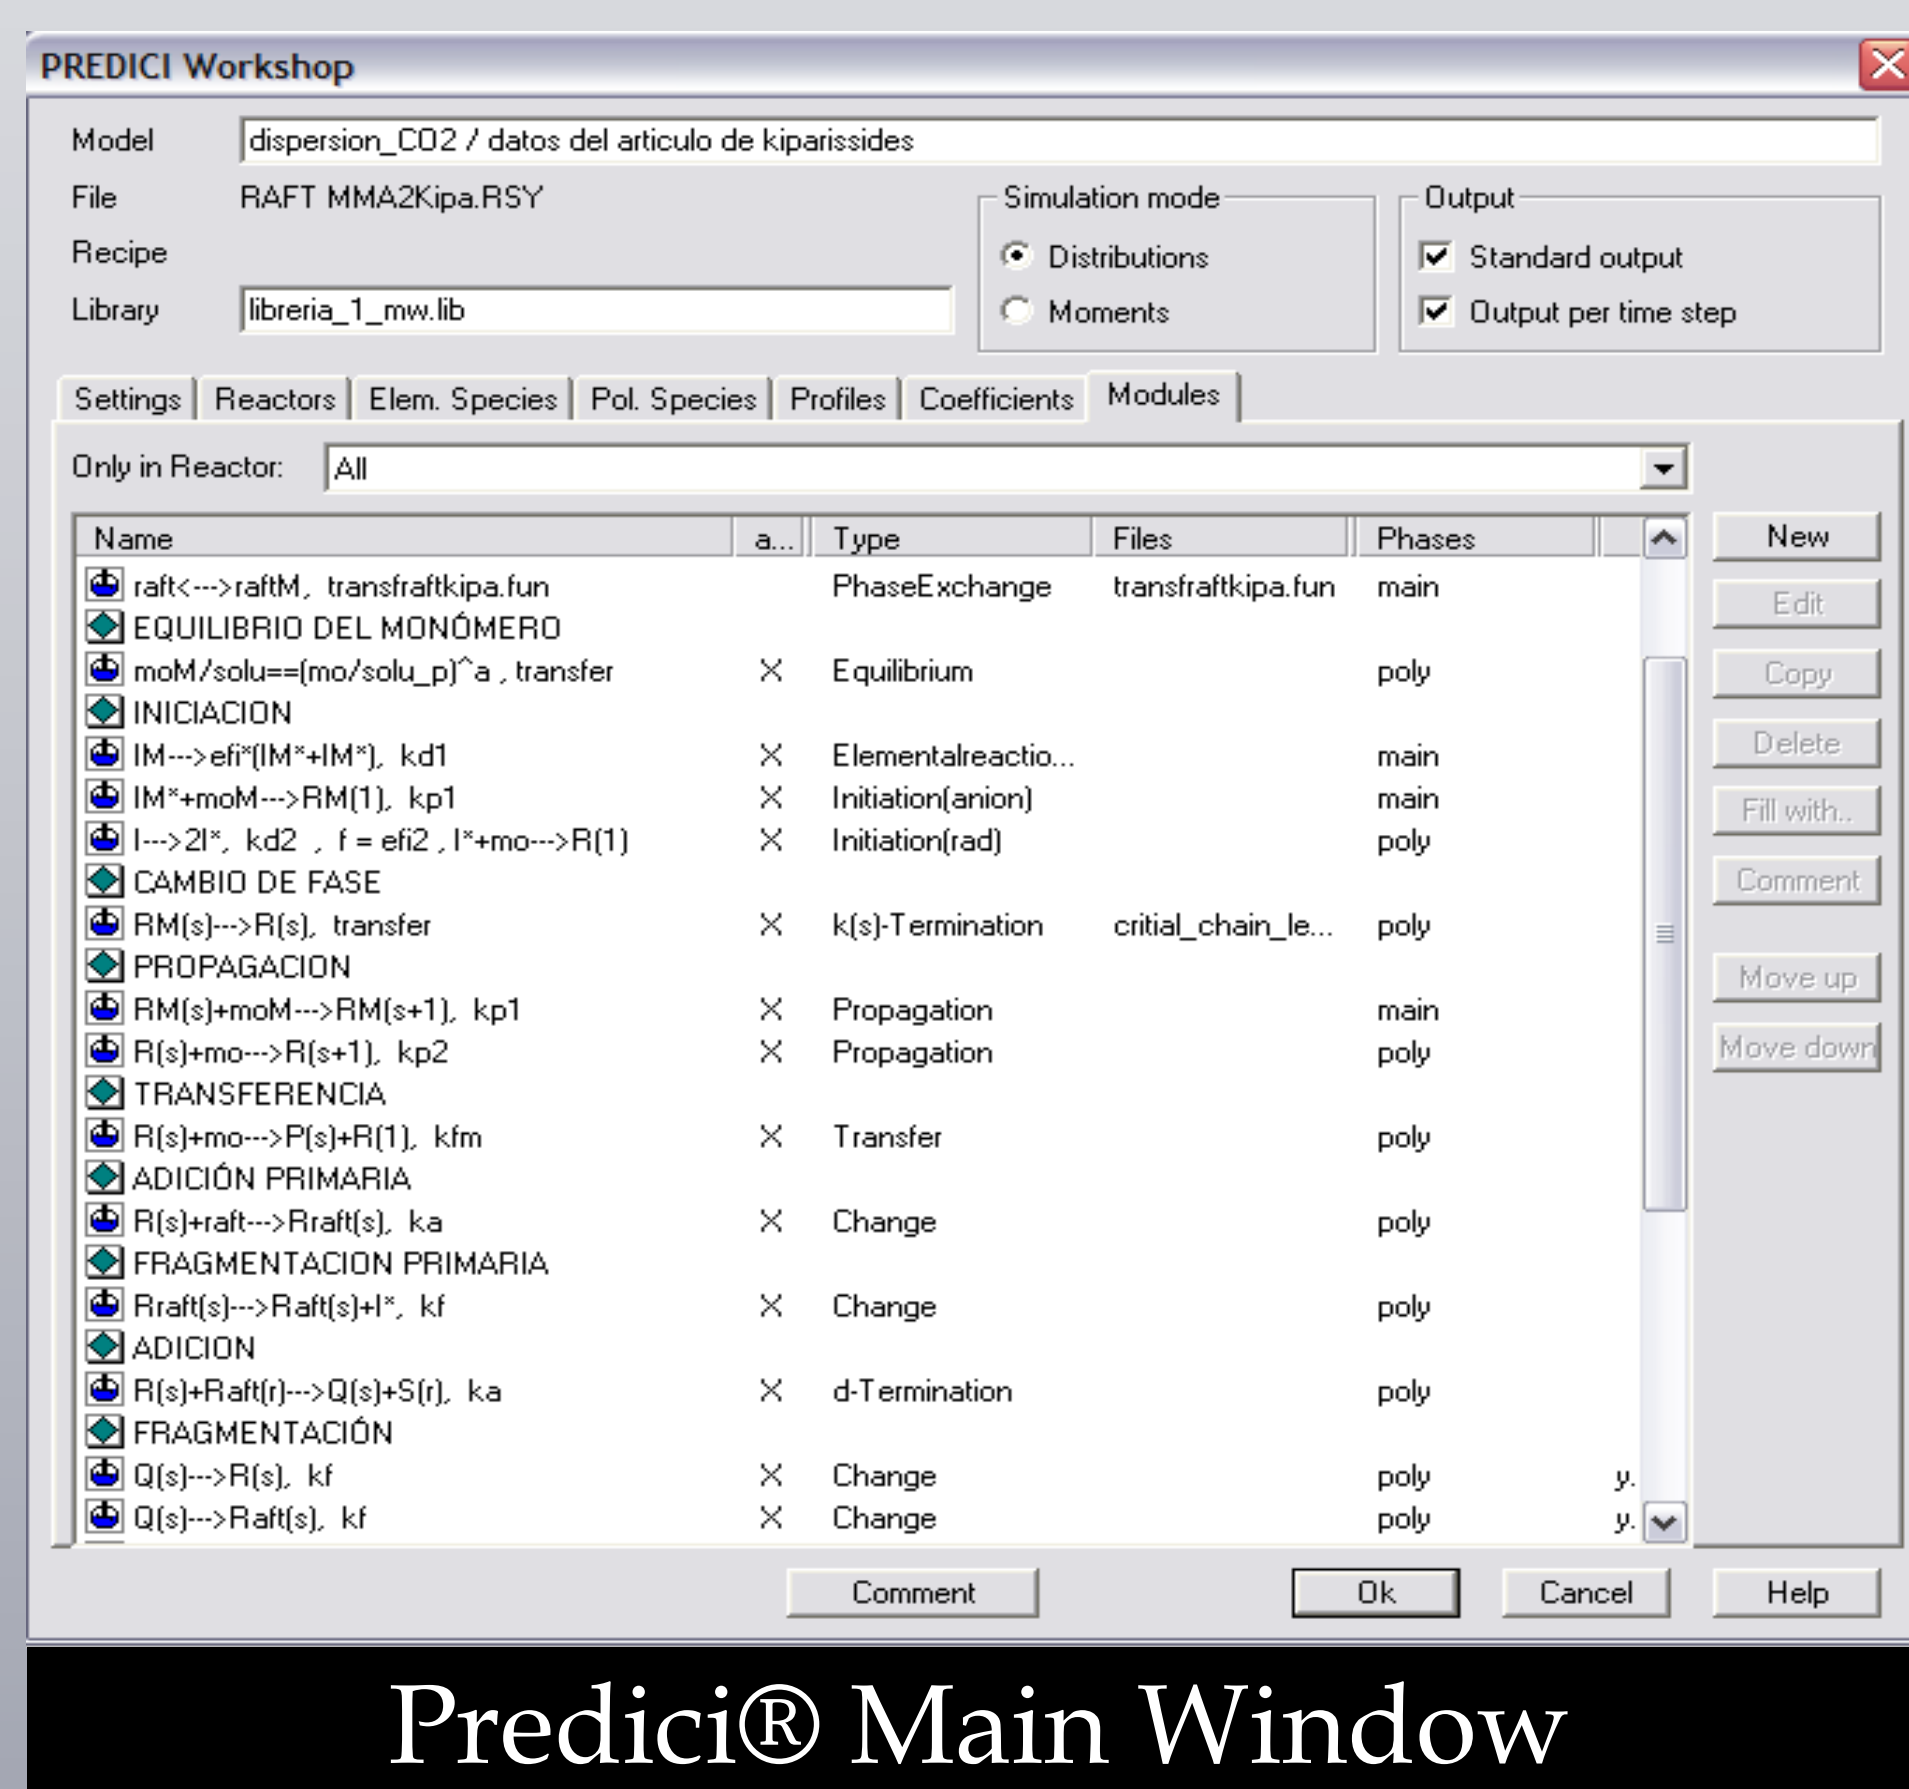 PREDICI Workshop
Model dispersion_CO2 / datos del articulo de kiparissides
File RAFT MMA2Kipa.RSY
Recipe
Library libreria_1_mw.lib
Simulation mode
Distributions
Moments
Output
Standard output
Output per time step
Settings Reactors Elem. Species Pol. Species Profiles Coefficients Modules
Only in Reactor: All
Name a... Type Files Phases
raft<--->raftM, transfraftkipa.fun PhaseExchange transfraftkipa.fun main
EQUILIBRIO DEL MONÓMERO
moM/solu==(mo/solu_p)^a , transfer X Equilibrium poly
INICIACION
IM--->efi*(IM*+IM*), kd1 X Elementalreactio... main
IM*+moM--->RM(1), kp1 X Initiation(anion) main
I--->2I*, kd2 , f = efi2 , I*+mo--->R(1) X Initiation(rad) poly
CAMBIO DE FASE
RM(s)--->R(s), transfer X k(s)-Termination critial_chain_le... poly
PROPAGACION
RM(s)+moM--->RM(s+1), kp1 X Propagation main
R(s)+mo--->R(s+1), kp2 X Propagation poly
TRANSFERENCIA
R(s)+mo--->P(s)+R(1), kfm X Transfer poly
ADICIÓN PRIMARIA
R(s)+raft--->Rraft(s), ka X Change poly
FRAGMENTACION PRIMARIA
Rraft(s)--->Raft(s)+I*, kf X Change poly
ADICION
R(s)+Raft(r)--->Q(s)+S(r), ka X d-Termination poly
FRAGMENTACIÓN
Q(s)--->R(s), kf X Change poly y.
Q(s)--->Raft(s), kf X Change poly y.
New
Edit
Copy
Delete
Fill with..
Comment
Move up
Move down
Comment Ok Cancel Help
Predici® Main Window